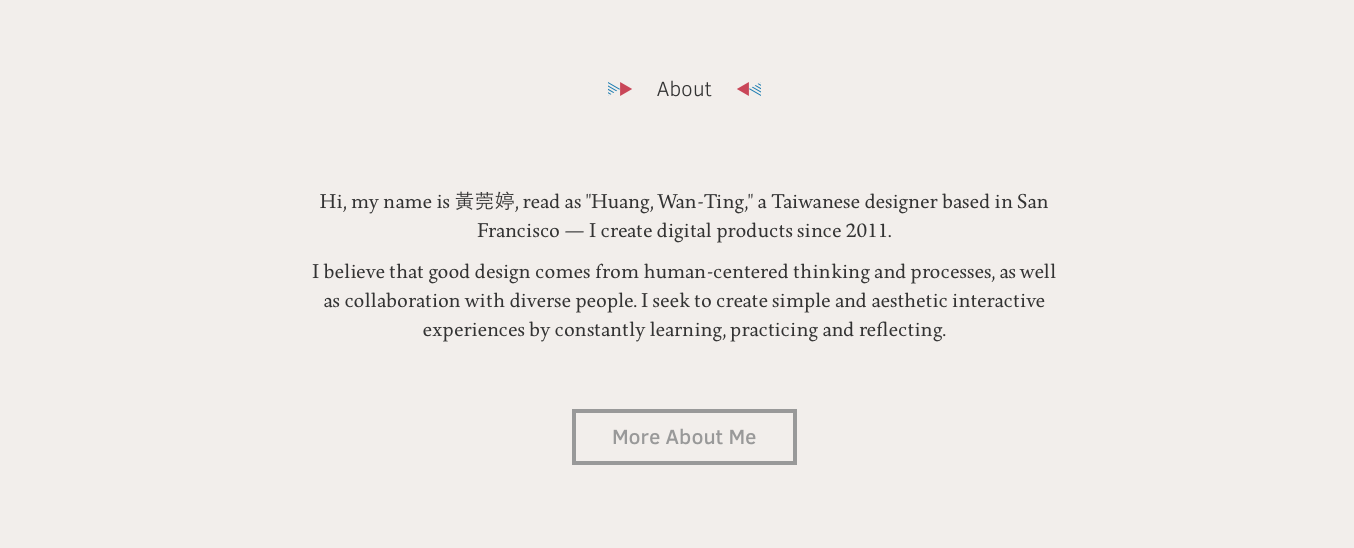 About
Hi, my name is 黃莞婷, read as "Huang, Wan-Ting," a Taiwanese designer based in San
Francisco — I create digital products since 2011.
I believe that good design comes from human-centered thinking and processes, as well
as collaboration with diverse people. I seek to create simple and aesthetic interactive
experiences by constantly learning, practicing and reflecting.
More About Me